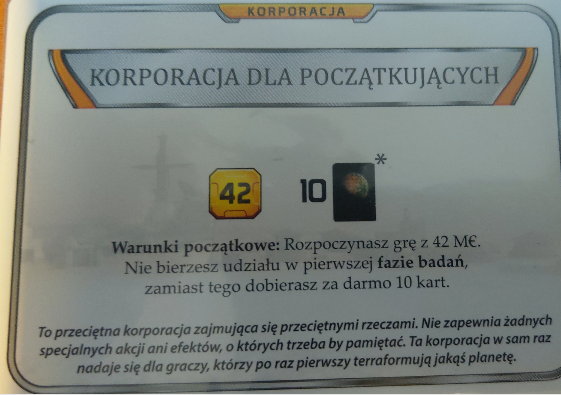 KORPORACJA
KORPORACJA DLA POCZĄTKUJĄCYCH
42 10 *
Warunki początkowe: Rozpoczynasz grę z 42 M€.
Nie bierzesz udziału w pierwszej fazie badań,
zamiast tego dobierasz za darmo 10 kart.
To przeciętna korporacja zajmująca się przeciętnymi rzeczami. Nie zapewnia żadnych
specjalnych akcji ani efektów, o których trzeba by pamiętać. Ta korporacja w sam raz
nadaje się dla graczy, którzy po raz pierwszy terraformują jakąś planetę.